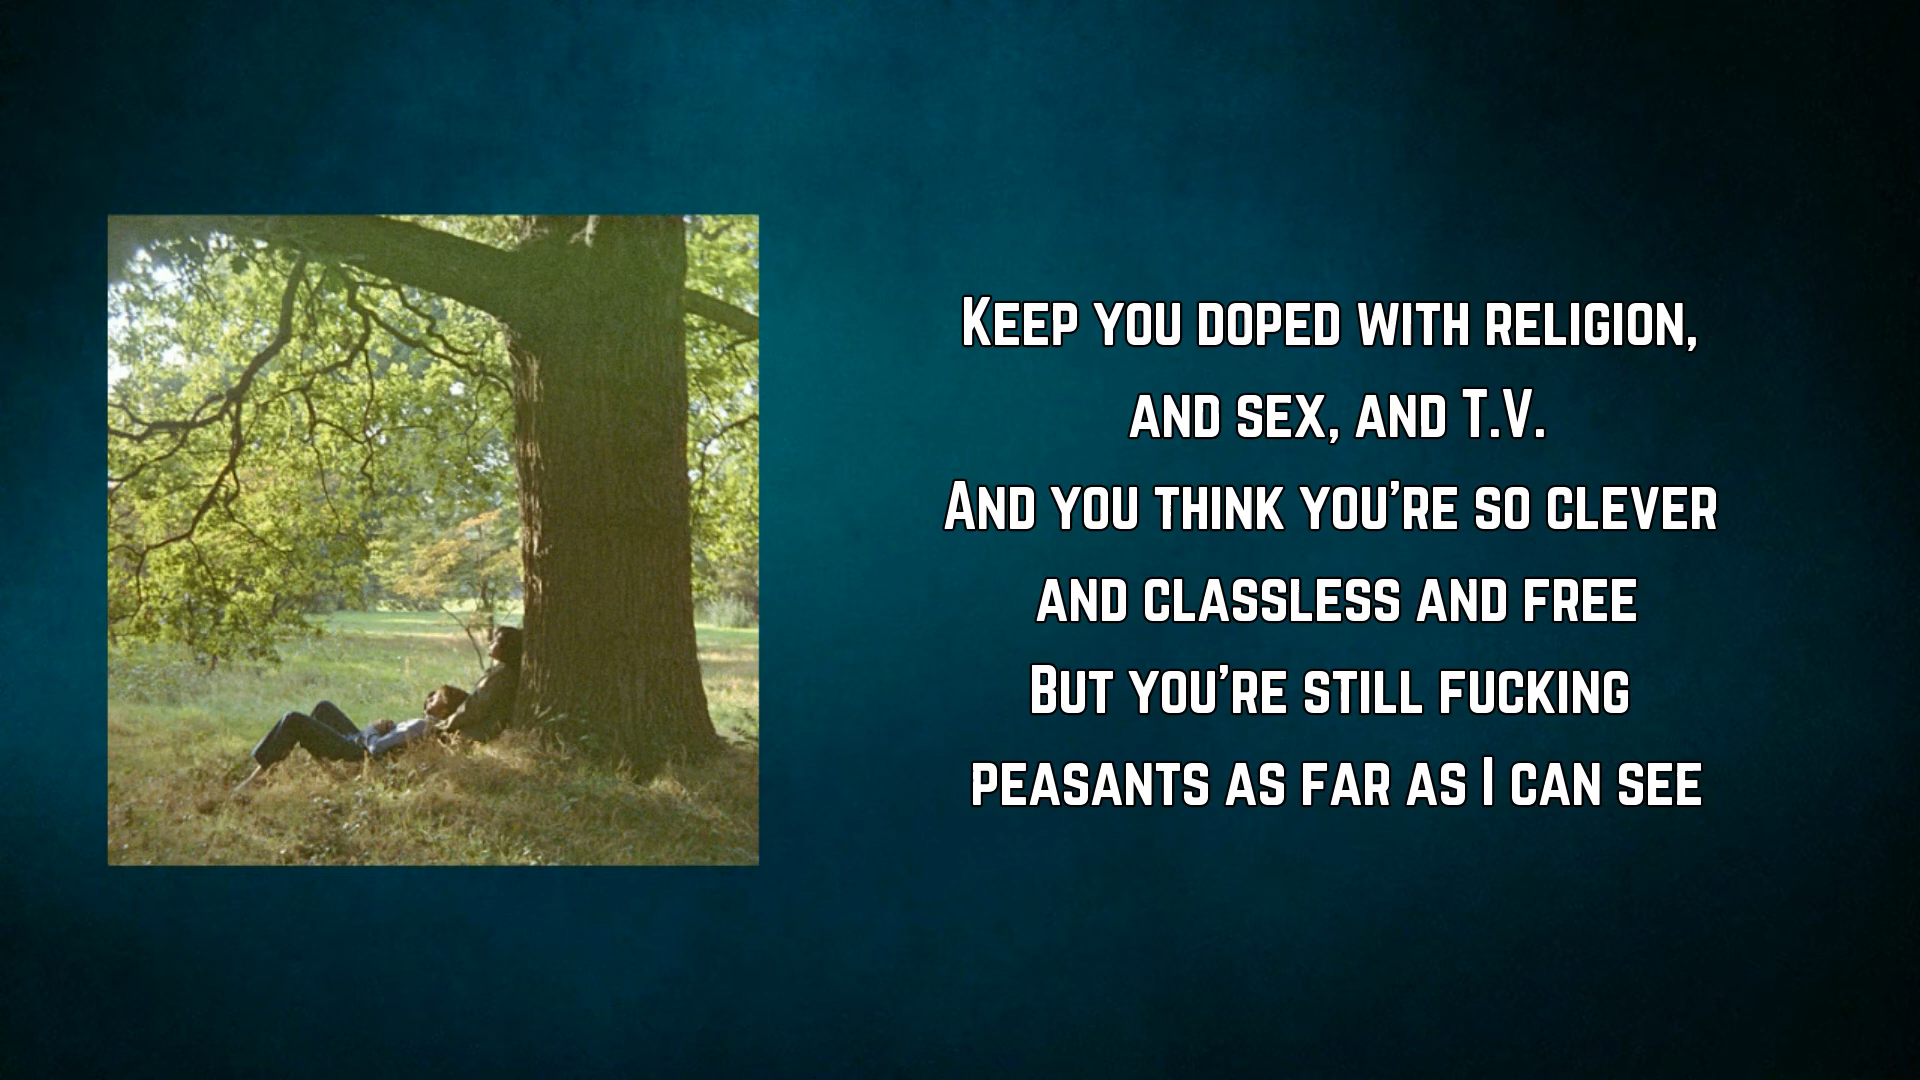 Keep you doped with religion,
and sex, and T.V.
And you think you're so clever
and classless and free
But you're still fucking
peasants as far as I can see